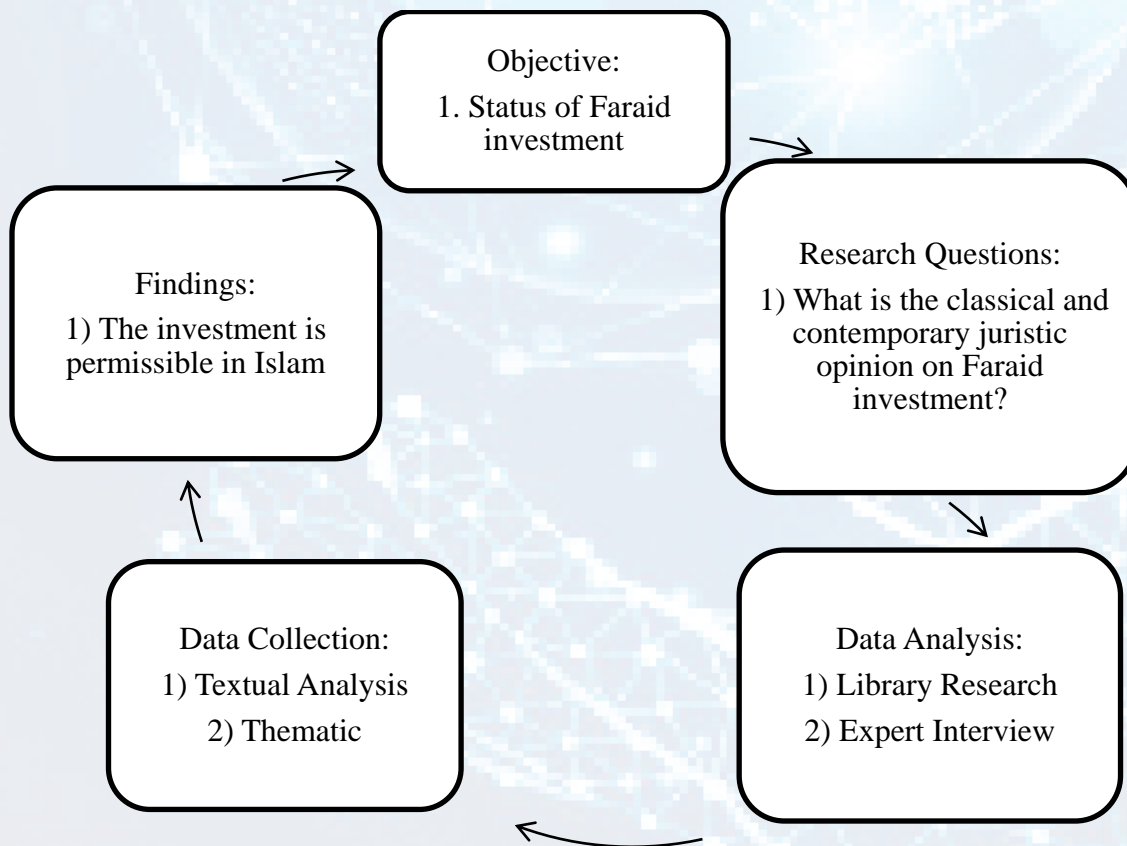 Objective:
1. Status of Faraid
investment
Research Questions:
1) What is the classical and
contemporary juristic
opinion on Faraid
investment?
Data Analysis:
1) Library Research
2) Expert Interview
Data Collection:
1) Textual Analysis
2) Thematic
Findings:
1) The investment is
permissible in Islam